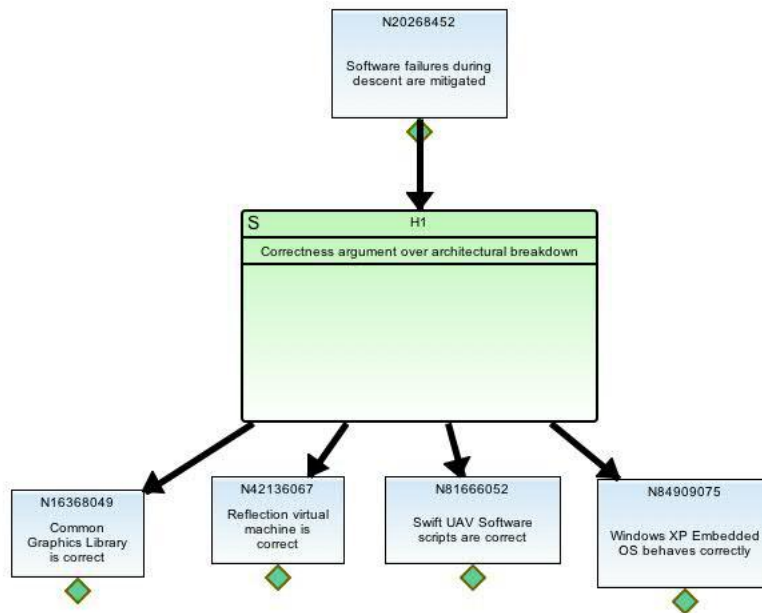 N20268452
Software failures during
descent are mitigated
S
H1
Correctness argument over architectural breakdown
N16368049
Common
Graphics Library
is correct
N42136067
Reflection virtual
machine is
correct
N81666052
Swift UAV Software
scripts are correct
N84909075
Windows XP Embedded
OS behaves correctly